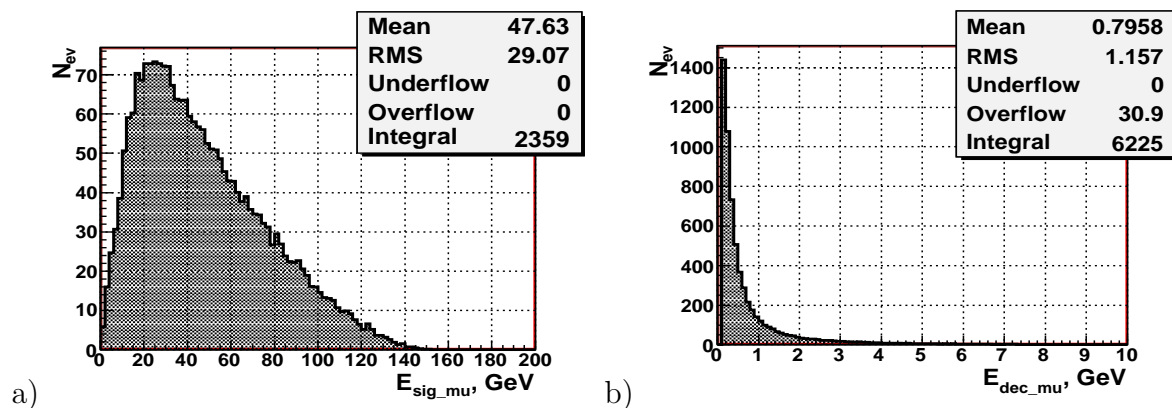 Mean 47.63
RMS 29.07
Underflow 0
Overflow 0
Integral 2359
N_ev
70
60
50
40
30
20
10
0
0 20 40 60 80 100 120 140 160 180 200
E_sig_mu, GeV
a)
Mean 0.7958
RMS 1.157
Underflow 0
Overflow 30.9
Integral 6225
N_ev
1400
1200
1000
800
600
400
200
0
0 1 2 3 4 5 6 7 8 9 10
E_dec_mu, GeV
b)